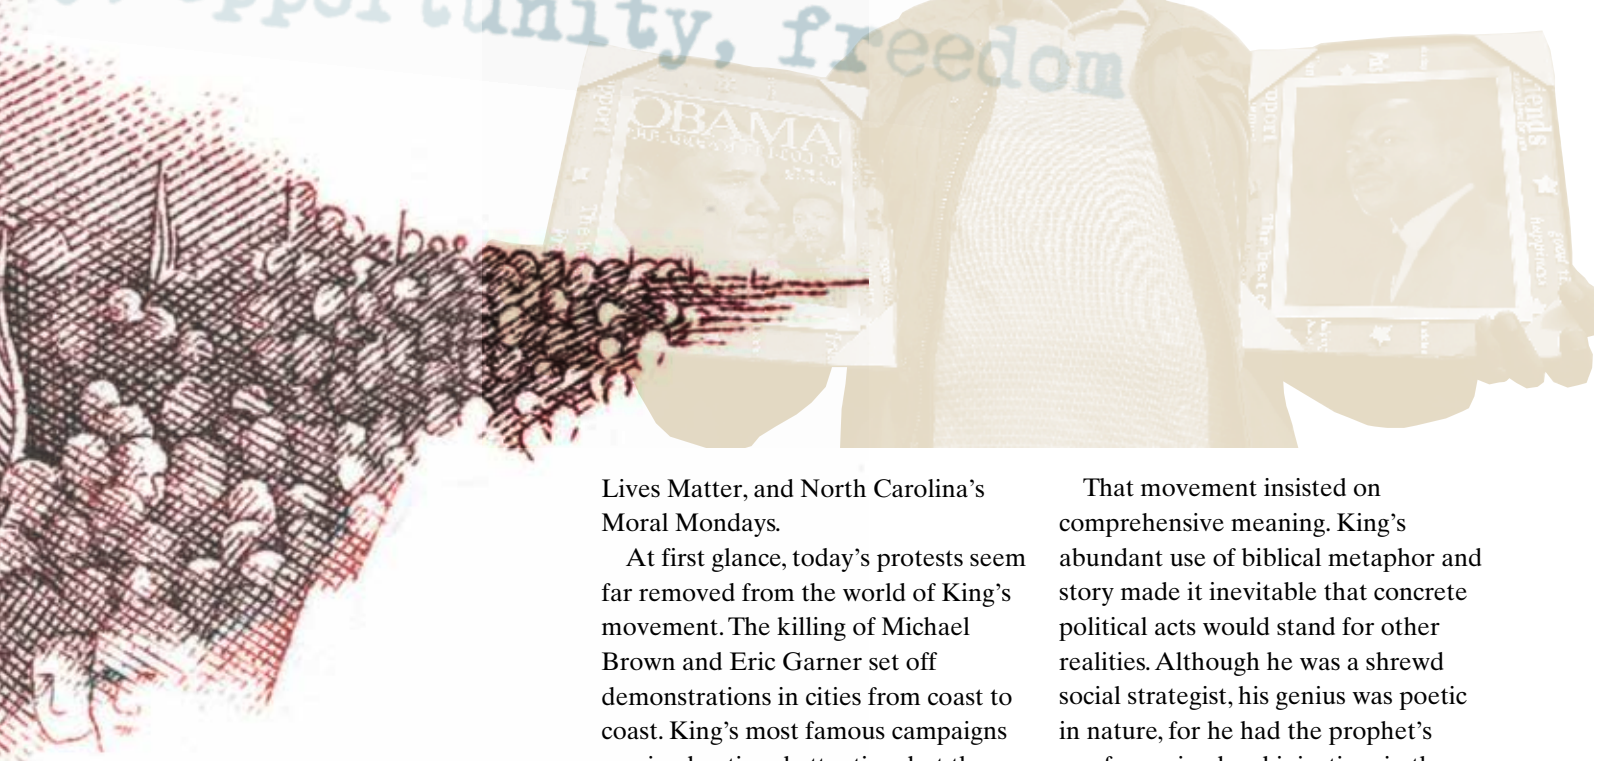 opportunity, freedom
OBAMA
Lives Matter, and North Carolina’s
Moral Mondays.
At first glance, today’s protests seem
far removed from the world of King’s
movement. The killing of Michael
Brown and Eric Garner set off
demonstrations in cities from coast to
coast. King’s most famous campaigns
That movement insisted on
comprehensive meaning. King’s
abundant use of biblical metaphor and
story made it inevitable that concrete
political acts would stand for other
realities. Although he was a shrewd
social strategist, his genius was poetic
in nature, for he had the prophet’s